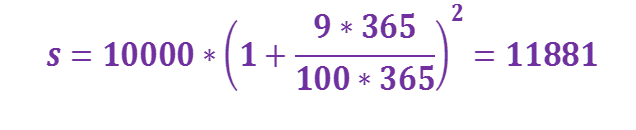 s = 10000 * (1 + (9 * 365)/(100 * 365))^2 = 11881